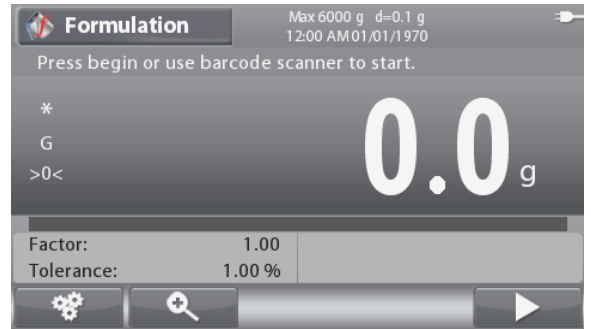 Formulation
Max 6000 g d=0.1 g
12:00 AM 01/01/1970
Press begin or use barcode scanner to start.
*
G
>0<
0.0 g
Factor: 1.00
Tolerance: 1.00 %